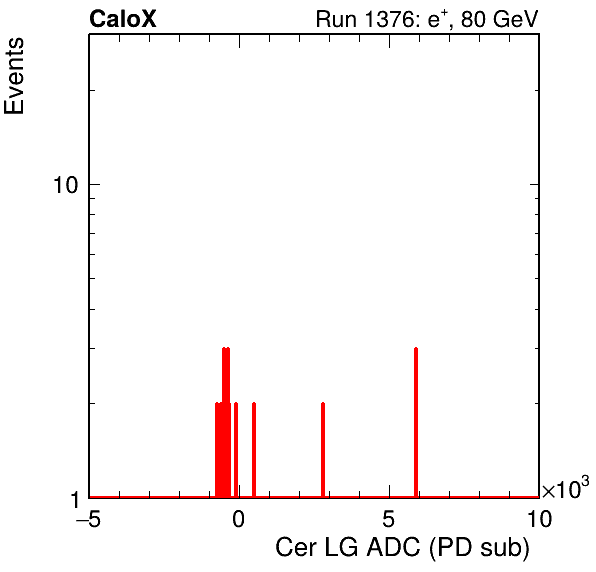 CaloX Run 1376: e⁺, 80 GeV
Events
10
1
−5 0 5 10
×10³
Cer LG ADC (PD sub)